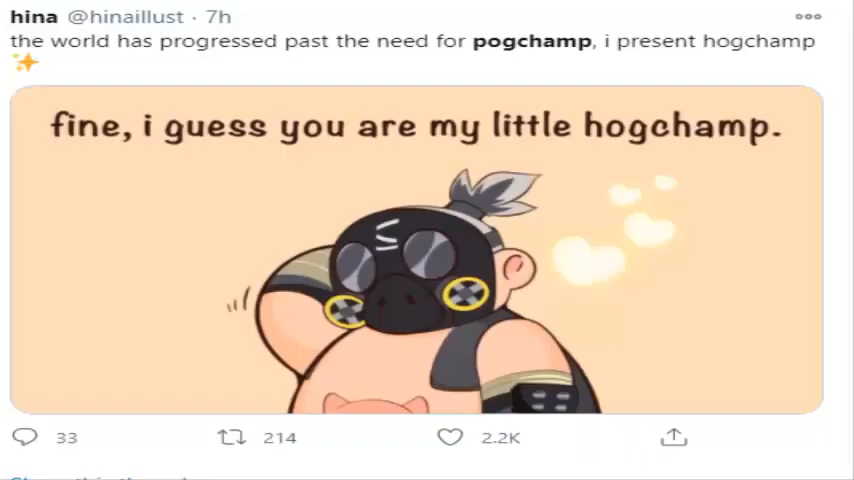 hina @hinaillust · 7h
the world has progressed past the need for pogchamp, i present hogchamp
✨
fine, i guess you are my little hogchamp.
33 214 2.2K